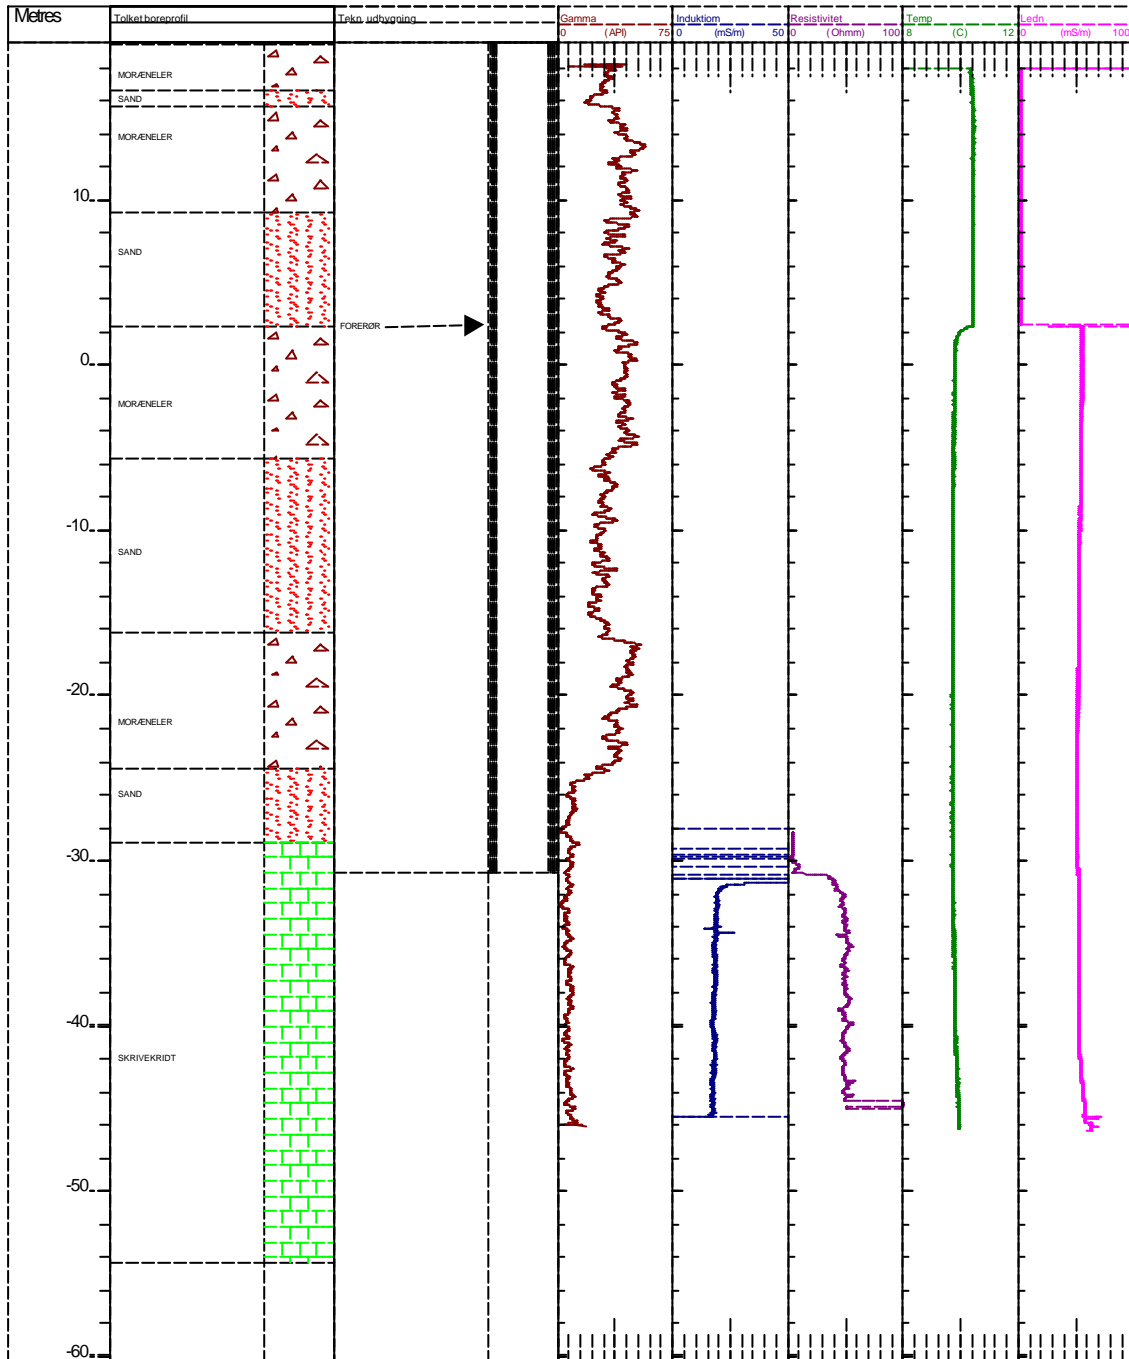 Metres
Tolket boreprofil
Tekn. udbygning
Gamma
Induktiom
Resistivitet
Temp
Ledn
0 (API) 75
0 (mS/m) 50
0 (Ohmm) 100
8 (C) 12
0 (mS/m) 100
MORÆNELER
SAND
MORÆNELER
10
SAND
FORERØR
0
MORÆNELER
-10
SAND
-20
MORÆNELER
SAND
-30
-40
SKRIVEKRIDT
-50
-60